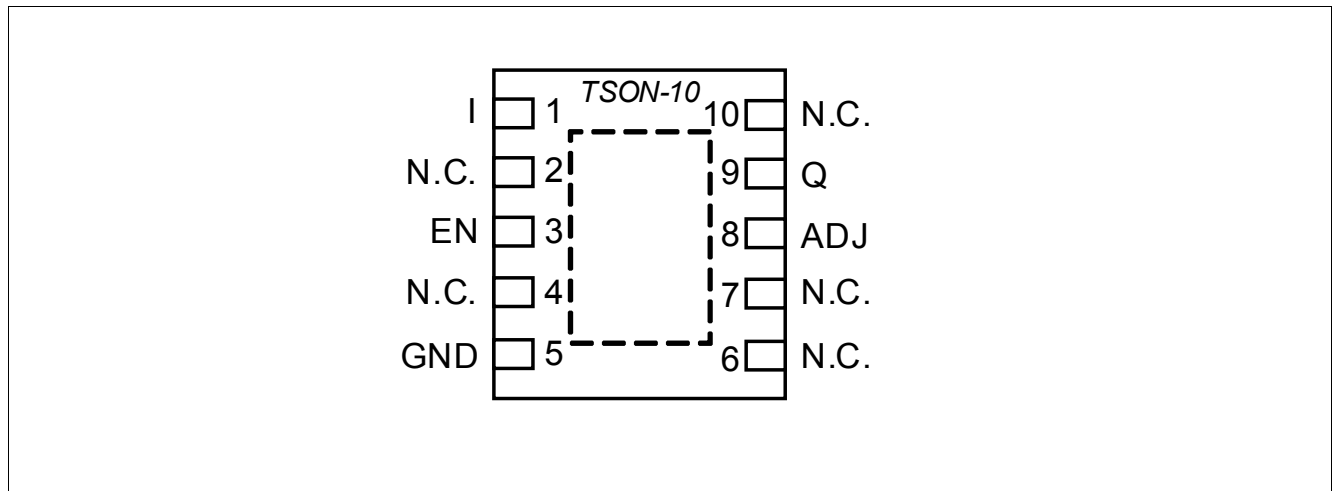 TSON-10
I 1 10 N.C.
N.C. 2 9 Q
EN 3 8 ADJ
N.C. 4 7 N.C.
GND 5 6 N.C.